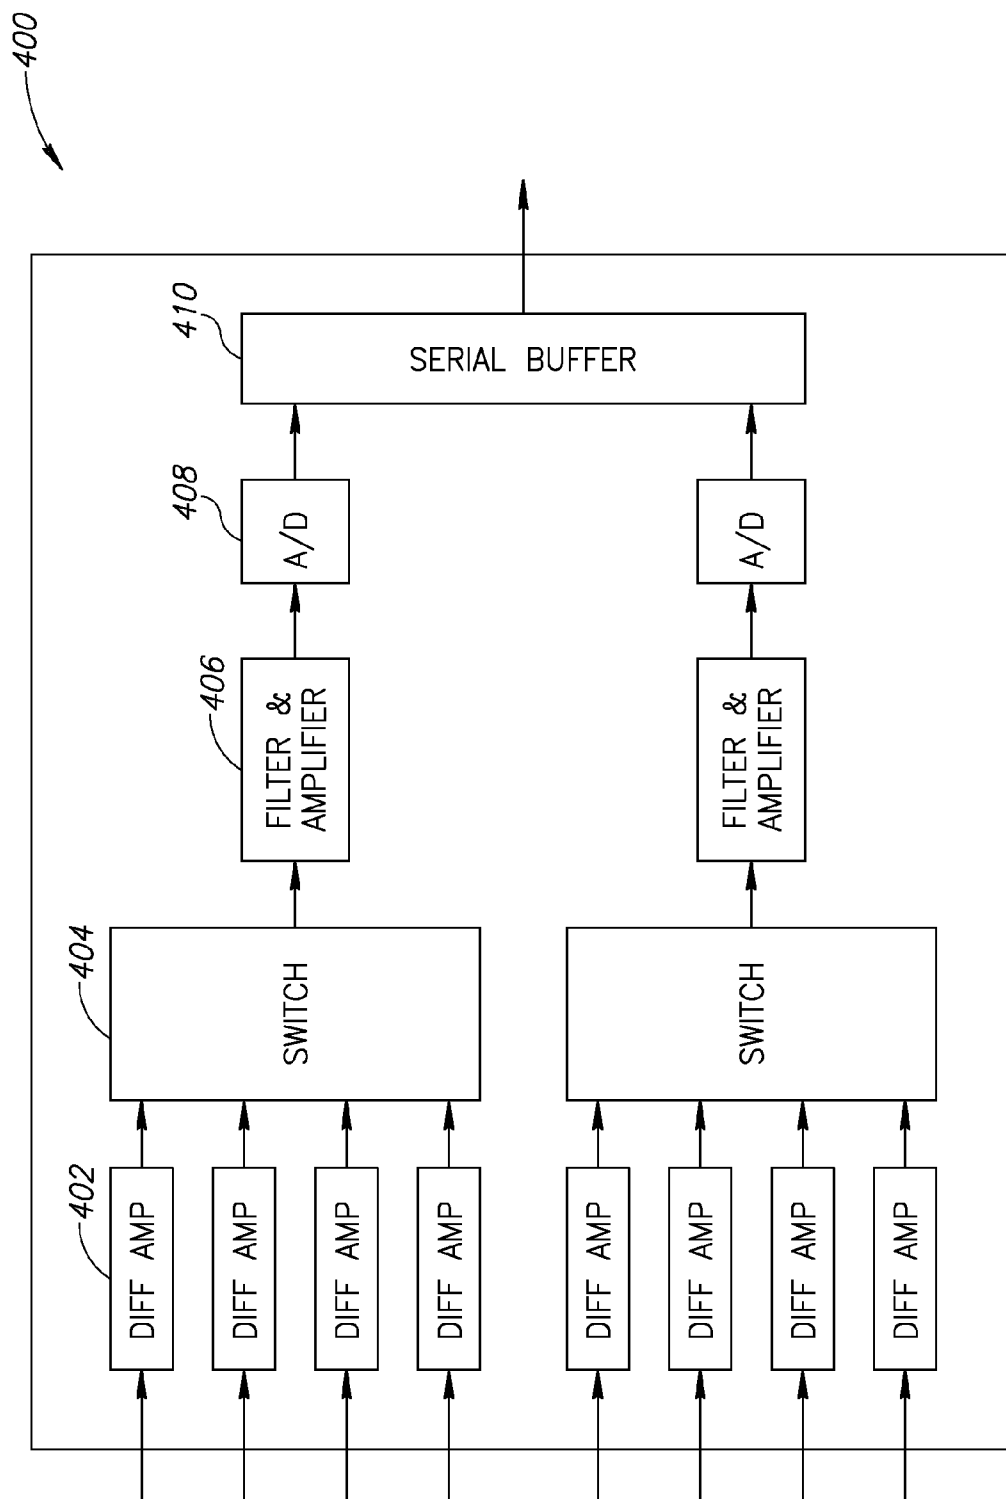 400
410
SERIAL BUFFER
408
A/D
A/D
406
FILTER &
AMPLIFIER
FILTER &
AMPLIFIER
404
SWITCH
SWITCH
402
DIFF AMP
DIFF AMP
DIFF AMP
DIFF AMP
DIFF AMP
DIFF AMP
DIFF AMP
DIFF AMP